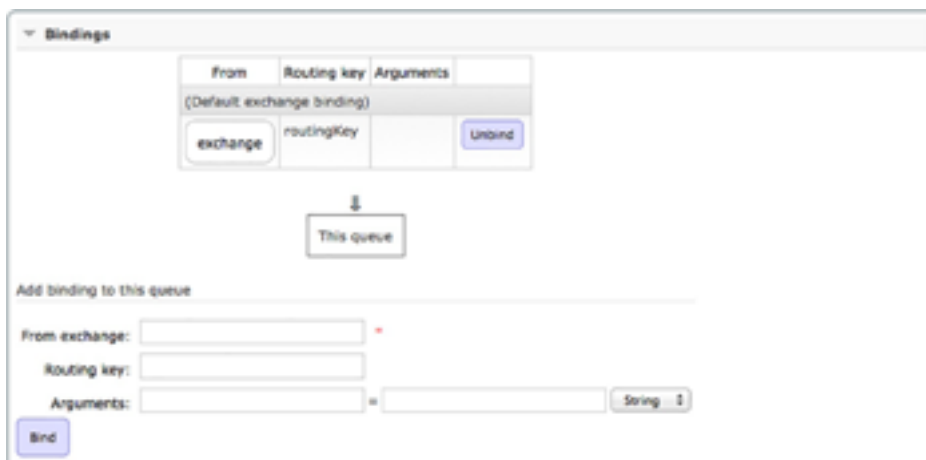 Bindings
From Routing key Arguments
(Default exchange binding)
exchange routingKey Unbind
This queue
Add binding to this queue
From exchange: *
Routing key:
Arguments: = String
Bind